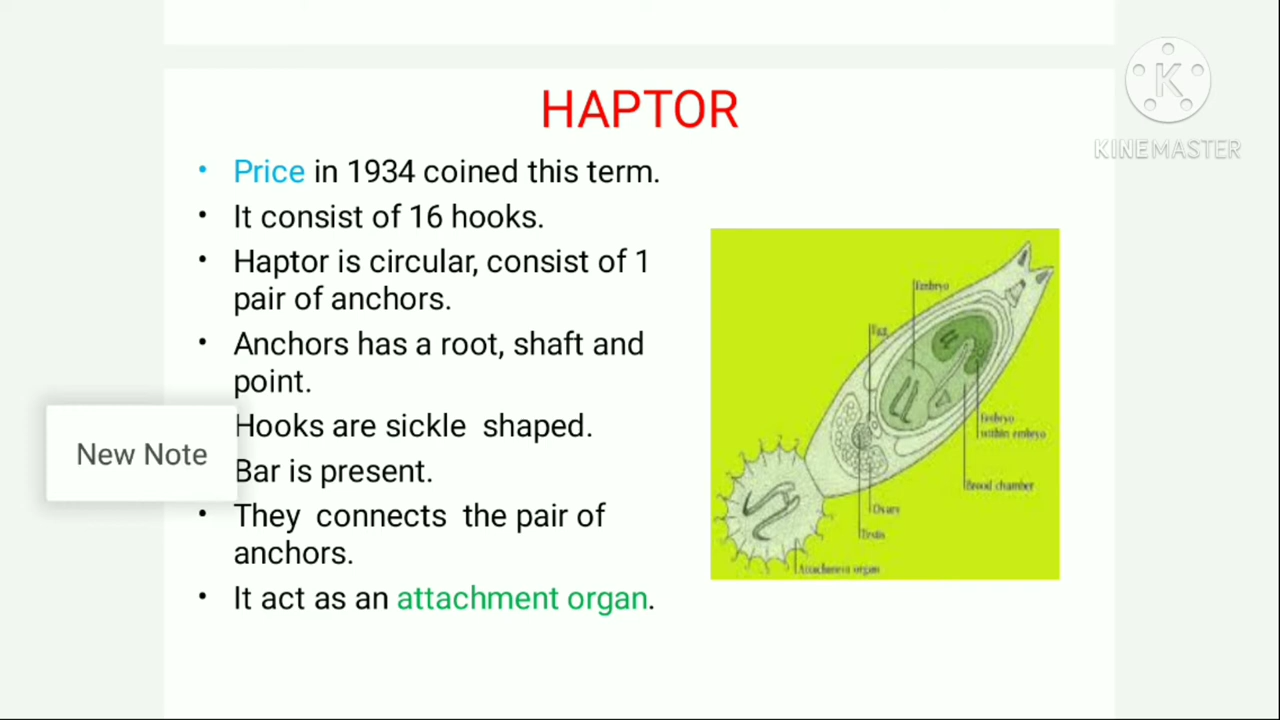 HAPTOR
KINEMASTER
• Price in 1934 coined this term.
• It consist of 16 hooks.
• Haptor is circular, consist of 1
pair of anchors.
• Anchors has a root, shaft and
point.
Hooks are sickle shaped.
New Note
Bar is present.
• They connects the pair of
anchors.
• It act as an attachment organ.
Embryo
Egg
Embryo
within embryo
Brood chamber
Ovary
Testis
Attachment organ